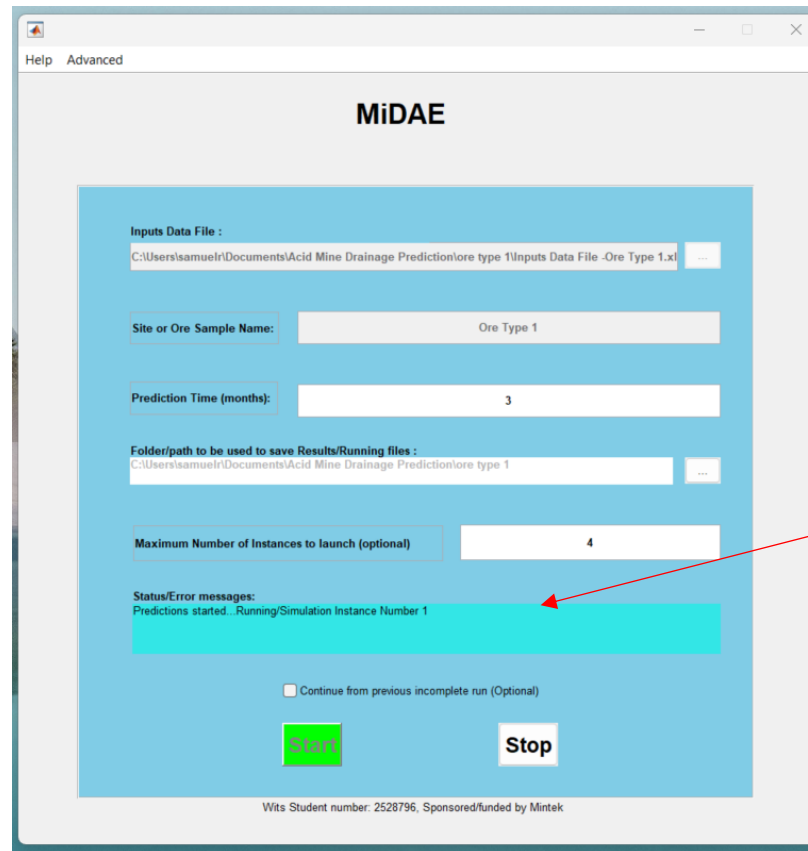 Help Advanced
MiDAE
Inputs Data File :
C:\Users\samuelr\Documents\Acid Mine Drainage Prediction\ore type 1\Inputs Data File -Ore Type 1.xl
...
Site or Ore Sample Name:
Ore Type 1
Prediction Time (months):
3
Folder/path to be used to save Results/Running files :
C:\Users\samuelr\Documents\Acid Mine Drainage Prediction\ore type 1
...
Maximum Number of Instances to launch (optional)
4
Status/Error messages:
Predictions started...Running/Simulation Instance Number 1
Continue from previous incomplete run (Optional)
Start
Stop
Wits Student number: 2528796, Sponsored/funded by Mintek